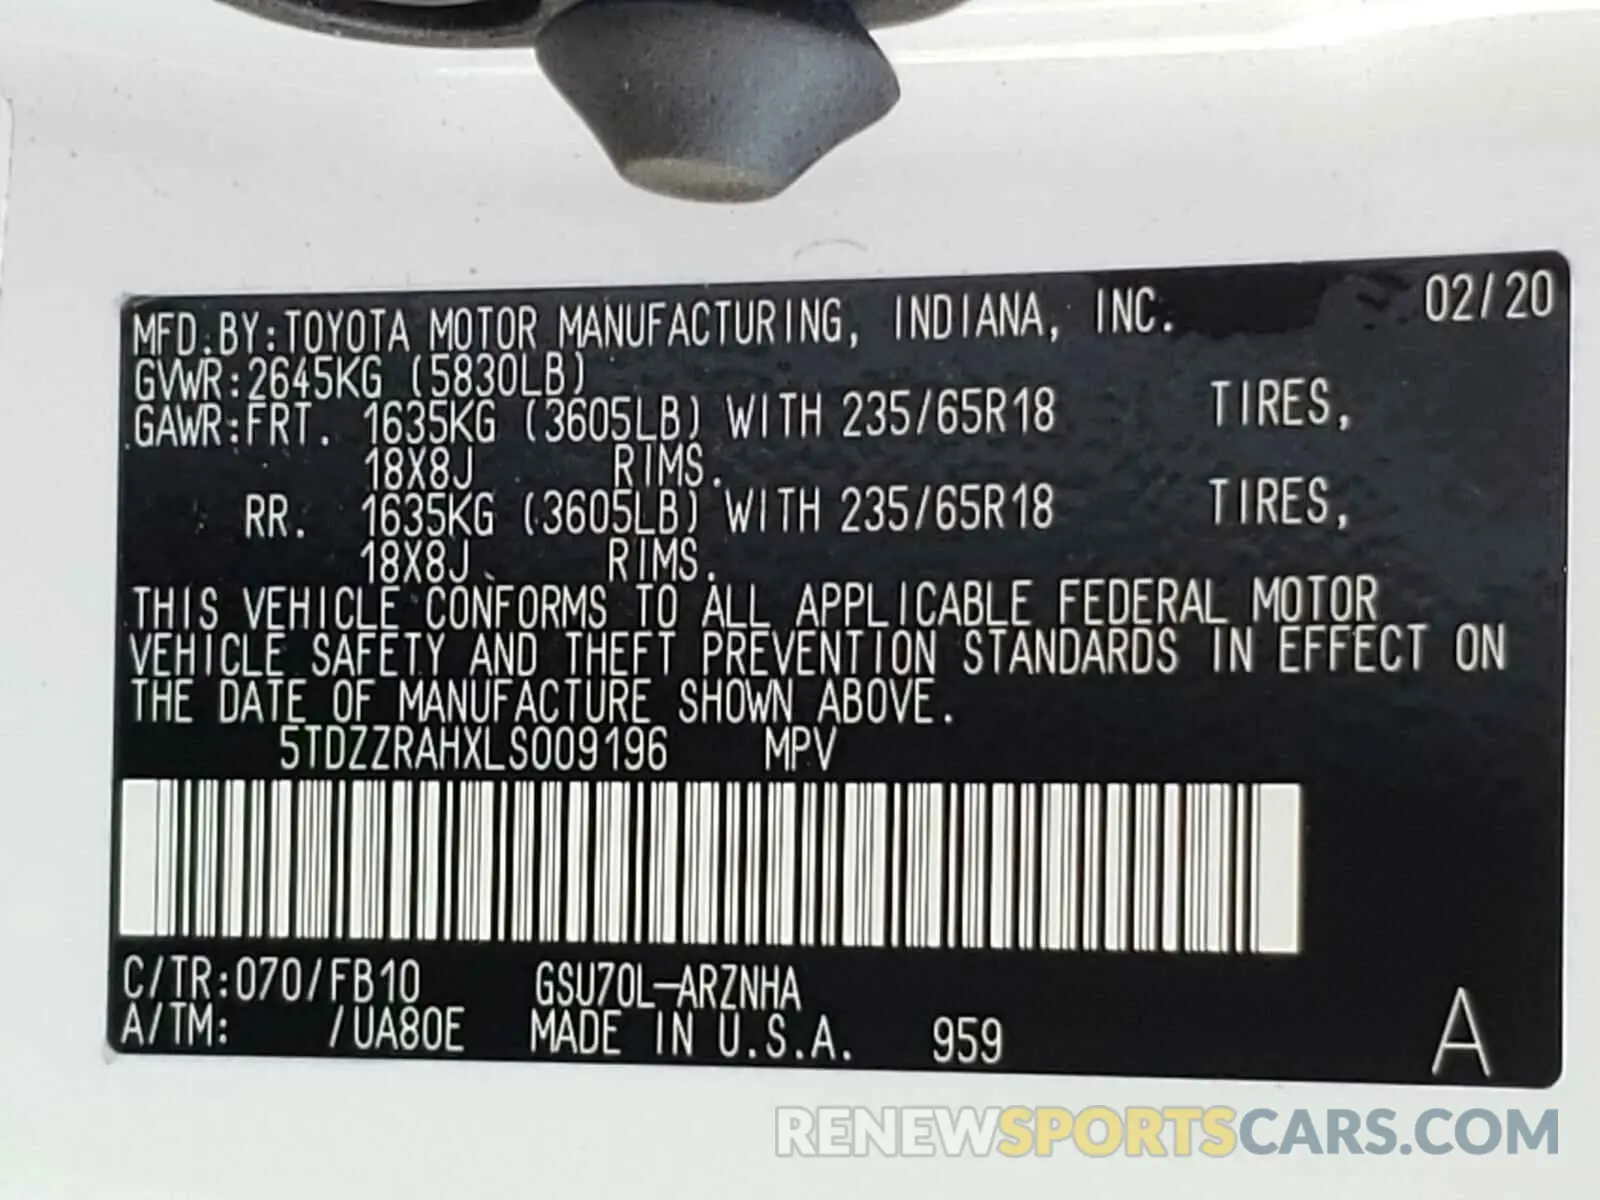 MFD.BY:TOYOTA MOTOR MANUFACTURING, INDIANA, INC. 02/20
GVWR:2645KG (5830LB)
GAWR:FRT. 1635KG (3605LB) WITH 235/65R18 TIRES,
18X8J RIMS.
RR. 1635KG (3605LB) WITH 235/65R18 TIRES,
18X8J RIMS.
THIS VEHICLE CONFORMS TO ALL APPLICABLE FEDERAL MOTOR
VEHICLE SAFETY AND THEFT PREVENTION STANDARDS IN EFFECT ON
THE DATE OF MANUFACTURE SHOWN ABOVE.
5TDZZRAHXLS009196 MPV
C/TR:070/FB10 GSU70L-ARZNHA
A/TM: /UA80E MADE IN U.S.A. 959 A
RENEWSPORTSCARS.COM